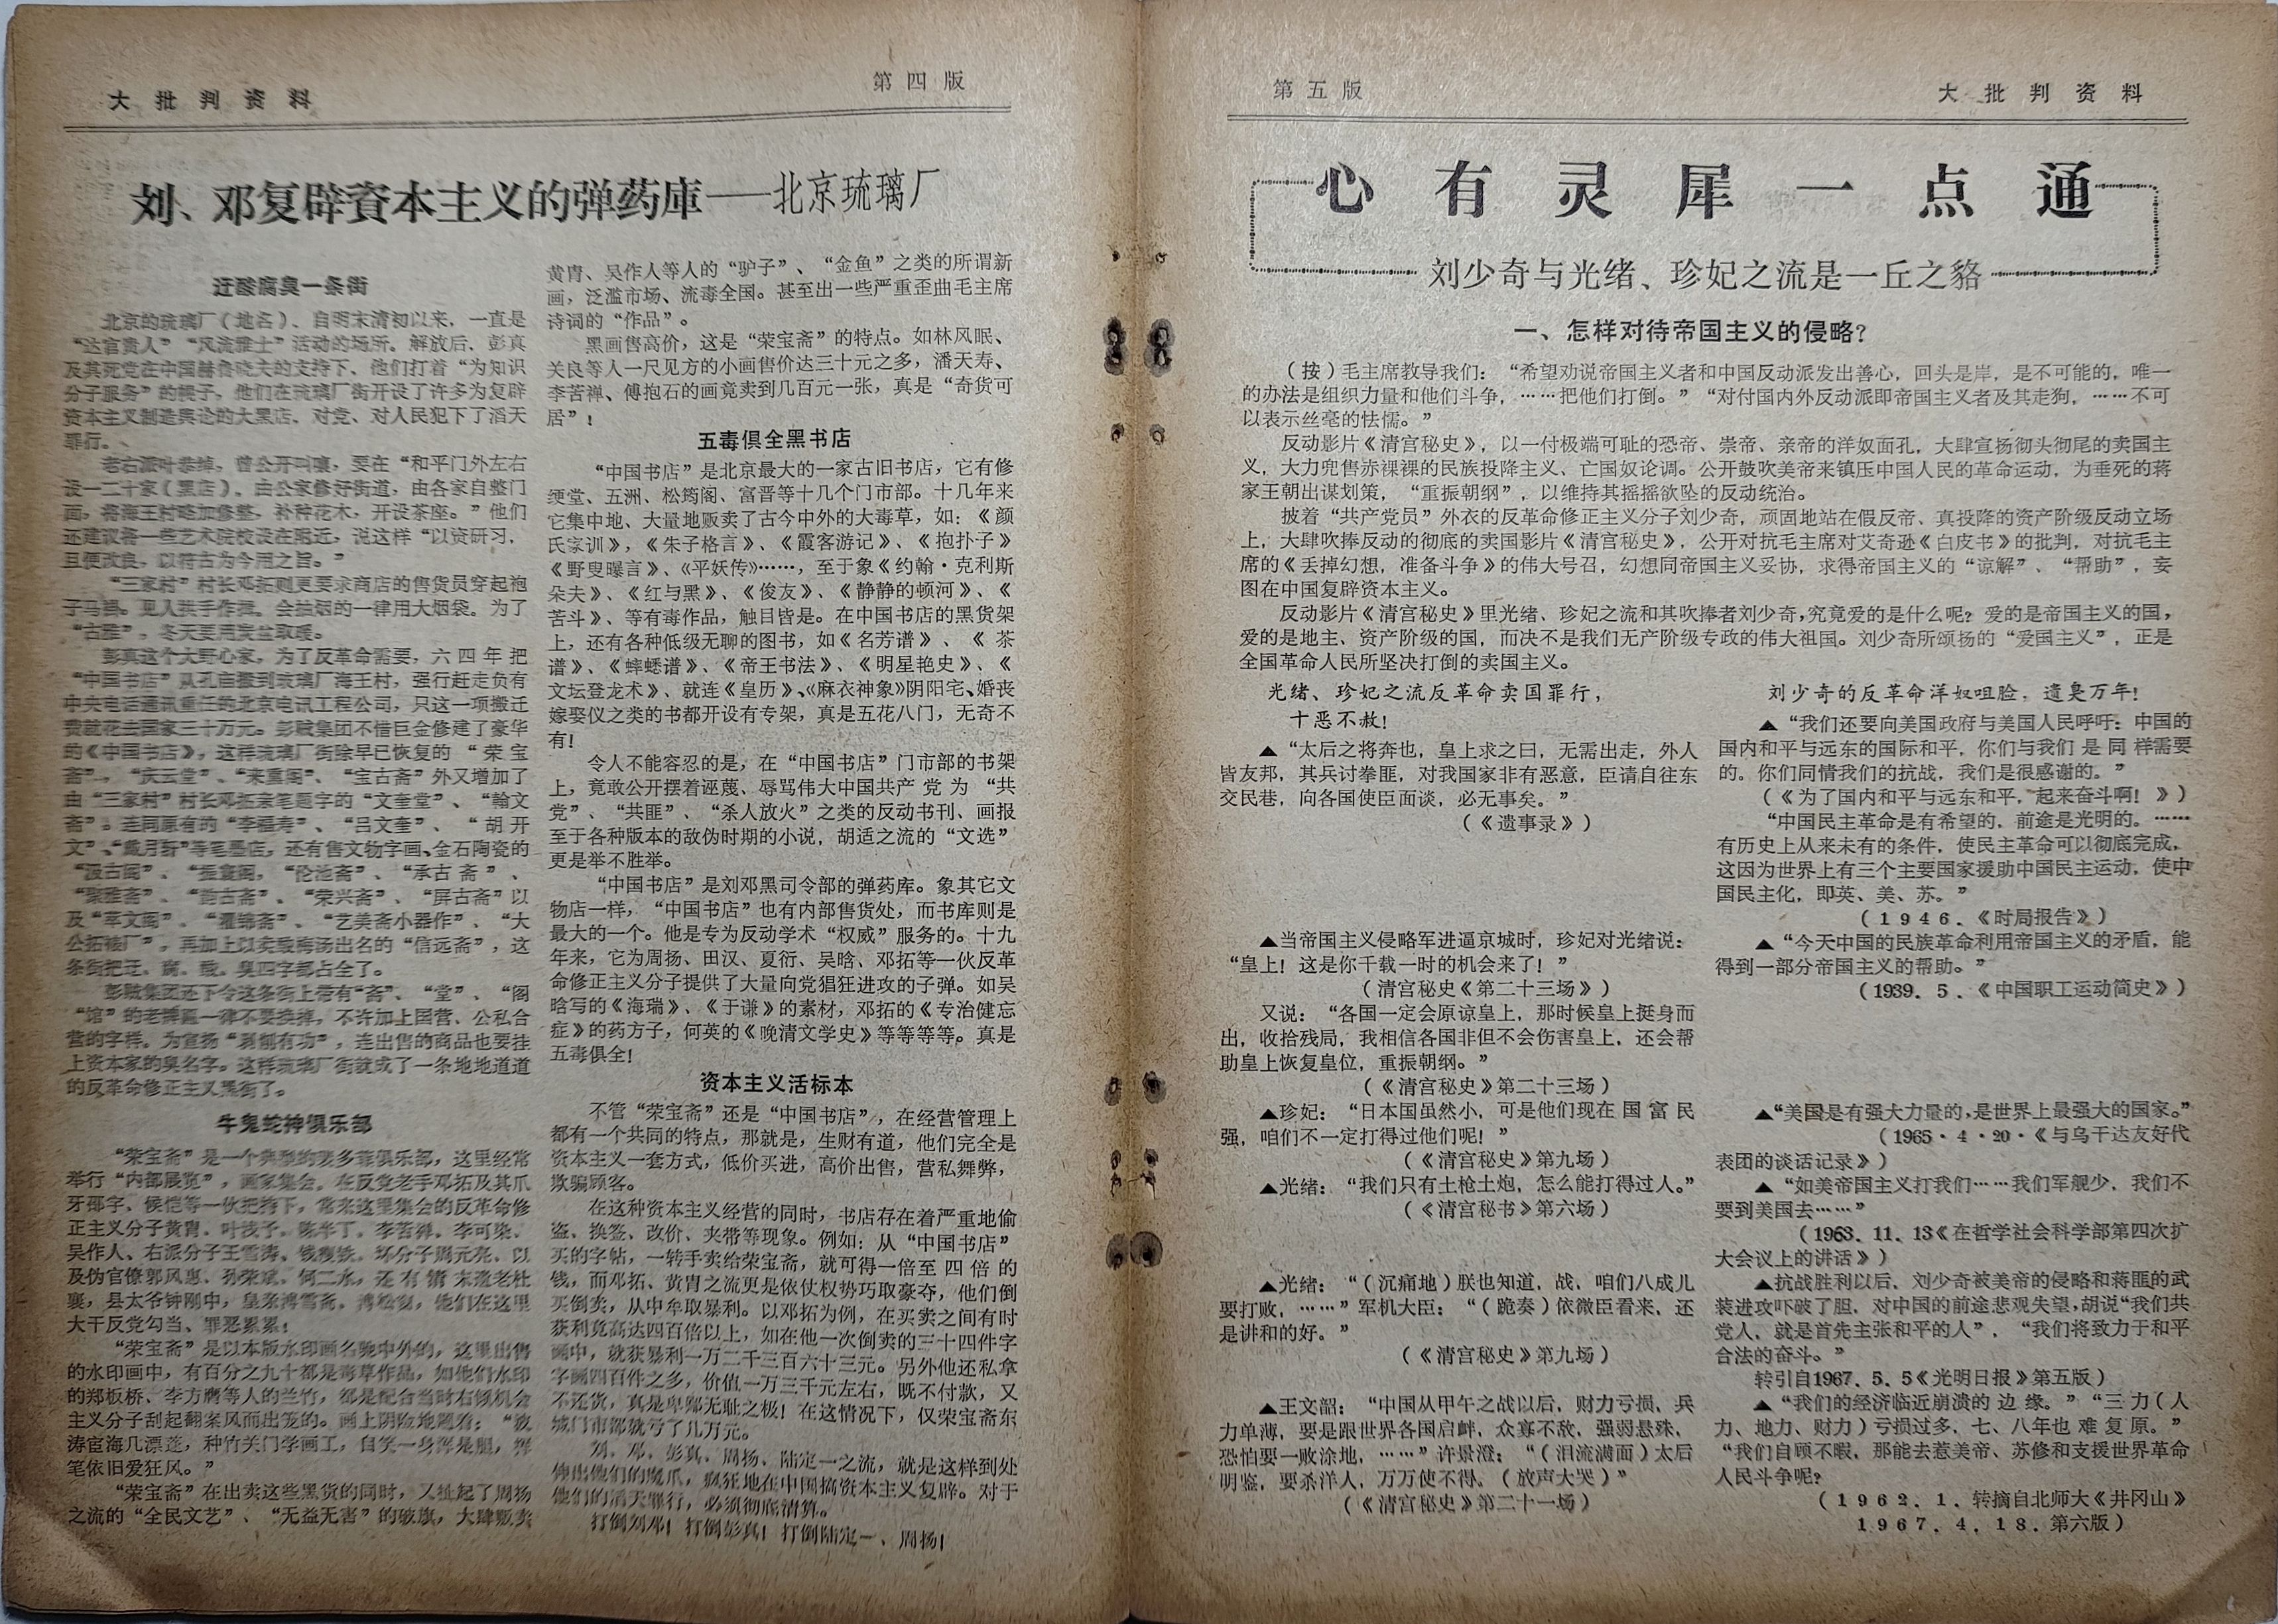 大批判资料
第四版
刘、邓复辟資本主义的弹药庫——北京琉璃厂
迂酸腐臭一条街
北京的琉璃厂（地名）、自明末清初以来，一直是
“达官贵人”“风流雅士”活动的场所。解放后、彭真
及其死党在中国赫鲁晓夫的支持下、他们打着“为知识
分子服务”的幌子，他们在琉璃厂街开设了许多为复辟
资本主义制造舆论的大黑店、对党、对人民犯下了滔天
罪行。
老右派叶恭绰，曾公开叫嚷，要在“和平门外左右
设一二十家（黑店），由公家修好街道，由各家自整门
面，将海王村略加修整，补种花木，开设茶座。”他们
还建议将一些艺术院校设在附近，说这样“以资研习，
且便改良，以符古为今用之旨。”
“三家村”村长邓拓则更要求商店的售货员穿起袍
子马褂。见人拱手作揖。会抽烟的一律用大烟袋。为了
“古雅”，冬天要用炭盆取暖。
彭真这个大野心家，为了反革命需要，六四年把
“中国书店”从孔庙搬到琉璃厂海王村，强行赶走负有
中央电话通讯重任的北京电讯工程公司，只这一项搬迁
费就花去国家三十万元。彭贼集团不惜巨金修建了豪华
的《中国书店》，这样琉璃厂街除早已恢复的“荣宝
斋”、“庆云堂”、“来薰阁”、“宝古斋”外又增加了
由“三家村”村长邓拓亲笔题字的“文奎堂”、“翰文
斋”。连同原有的“李福寿”、“吕文奎”、“胡开
文”、“戴月轩”等笔墨店，还有售文物字画、金石陶瓷的
“汲古阁”、“韫玉阁，“伦池斋”、“承古斋”、
“聚雅斋”、“韵古斋”、“荣兴斋”、“屏古斋”以
及“萃文阁”、“灌锦斋”、“艺美斋小器作”、“大
公拓裱厂”，再加上以卖酸梅汤出名的“信远斋”，这
条街把迂、腐、酸、臭四字都占全了。
彭贼集团还下令这条街上带有“斋”、“堂”、“阁
“馆”的老牌匾一律不要换掉，不许加上国营、公私合
营的字样。为宣扬“剥削有功”，连出售的商品也要挂
上资本家的臭名字。这样琉璃厂街就成了一条地地道道
的反革命修正主义黑街了。
牛鬼蛇神俱乐部
“荣宝斋”是一个典型的裴多菲俱乐部，这里经常
举行“内部展览”，画家集会。在反党老手邓拓及其爪
牙邵宇、侯恺等一伙把持下，常来这里集会的反革命修
正主义分子黄胄、叶浅子、陈半丁、李苦禅、李可染、
吴作人、右派分子王雪涛、钱瘦铁、坏分子周元亮、以
及伪官僚郭风惠、孙荣斌、何二水，还有清末遗老杜
襄，县太爷钟刚中，皇亲溥雪斋，溥松窗，他们在这里
大干反党勾当、罪恶累累！
“荣宝斋”是以本版水印画名驰中外的，这里出售
的水印画中，有百分之九十都是毒草作品，如他们水印
的郑板桥、李方膺等人的兰竹，都是配合当时右倾机会
主义分子刮起翻案风而出笼的。画上阴险地题着：“波
涛宦海几漂蓬，种竹关门学画工，自笑一身浑是胆，挥
笔依旧爱狂风。”
“荣宝斋”在出卖这些黑货的同时，又扯起了周扬
之流的“全民文艺”、“无益无害”的破旗，大肆贩卖
黄胄、吴作人等人的“驴子”、“金鱼”之类的所谓新
画，泛滥市场、流毒全国。甚至出一些严重歪曲毛主席
诗词的“作品”。
黑画售高价，这是“荣宝斋”的特点。如林风眠、
关良等人一尺见方的小画售价达三十元之多，潘天寿、
李苦禅、傅抱石的画竟卖到几百元一张，真是“奇货可
居”！
五毒俱全黑书店
“中国书店”是北京最大的一家古旧书店，它有修
绠堂、五洲、松筠阁、富晋等十几个门市部。十几年来
它集中地、大量地贩卖了古今中外的大毒草，如：《颜
氏家训》，《朱子格言》、《霞客游记》、《抱扑子》
《野叟曝言》、《平妖传》……，至于象《约翰·克利斯
朵夫》、《红与黑》、《俊友》、《静静的顿河》、《
苦斗》、等有毒作品，触目皆是。在中国书店的黑货架
上，还有各种低级无聊的图书，如《名芳谱》、《茶
谱》、《蟀蟋谱》、《帝王书法》、《明星艳史》、《
文坛登龙术》、就连《皇历》、《麻衣神象》阴阳宅、婚丧
嫁娶仪之类的书都开设有专架，真是五花八门，无奇不
有！
令人不能容忍的是，在“中国书店”门市部的书架
上，竟敢公开摆着诬蔑、辱骂伟大中国共产党为“共
党”、“共匪”、“杀人放火”之类的反动书刊、画报
至于各种版本的敌伪时期的小说，胡适之流的“文选”
更是举不胜举。
“中国书店”是刘邓黑司令部的弹药库。象其它文
物店一样，“中国书店”也有内部售货处，而书库则是
最大的一个。他是专为反动学术“权威”服务的。十九
年来，它为周扬、田汉、夏衍、吴晗、邓拓等一伙反革
命修正主义分子提供了大量向党猖狂进攻的子弹。如吴
晗写的《海瑞》、《于谦》的素材，邓拓的《专治健忘
症》的药方子，何英的《晚清文学史》等等等等。真是
五毒俱全！
资本主义活标本
不管“荣宝斋”还是“中国书店”，在经营管理上
都有一个共同的特点，那就是，生财有道，他们完全是
资本主义一套方式，低价买进，高价出售，营私舞弊，
欺骗顾客。
在这种资本主义经营的同时，书店存在着严重地偷
盗、换签、改价、夹带等现象。例如：从“中国书店”
买的字帖，一转手卖给荣宝斋，就可得一倍至四倍的
钱，而邓拓、黄胄之流更是依仗权势巧取豪夺，他们倒
买倒卖，从中牟取暴利。以邓拓为例，在买卖之间有时
获利竟高达四百倍以上，如在他一次倒卖的三十四件字
画中，就获暴利一万二千三百六十三元。另外他还私拿
字画四百件之多，价值一万三千元左右，既不付款，又
不还货，真是卑鄙无耻之极！在这情况下，仅荣宝斋东
城门市部就亏了几万元。
刘、邓、彭真、周扬、陆定一之流，就是这样到处
伸出他们的魔爪，疯狂地在中国搞资本主义复辟。对于
他们的滔天罪行，必须彻底清算。
打倒刘邓！打倒彭真！打倒陆定一、周扬！
第五版
大批判资料
心有灵犀一点通
刘少奇与光绪、珍妃之流是一丘之貉
一、怎样对待帝国主义的侵略？
（按）毛主席教导我们：“希望劝说帝国主义者和中国反动派发出善心，回头是岸，是不可能的，唯一
的办法是组织力量和他们斗争，……把他们打倒。”“对付国内外反动派即帝国主义者及其走狗，……不可
以表示丝毫的怯懦。”
反动影片《清宫秘史》，以一付极端可耻的恐帝、崇帝、亲帝的洋奴面孔，大肆宣扬彻头彻尾的卖国主
义，大力兜售赤裸裸的民族投降主义、亡国奴论调。公开鼓吹美帝来镇压中国人民的革命运动，为垂死的蒋
家王朝出谋划策，“重振朝纲”，以维持其摇摇欲坠的反动统治。
披着“共产党员”外衣的反革命修正主义分子刘少奇，顽固地站在假反帝、真投降的资产阶级反动立场
上，大肆吹捧反动的彻底的卖国影片《清宫秘史》，公开对抗毛主席对艾奇逊《白皮书》的批判，对抗毛主
席的《丢掉幻想，准备斗争》的伟大号召，幻想同帝国主义妥协，求得帝国主义的“谅解”、“帮助”，妄
图在中国复辟资本主义。
反动影片《清宫秘史》里光绪、珍妃之流和其吹捧者刘少奇，究竟爱的是什么呢？爱的是帝国主义的国，
爱的是地主、资产阶级的国，而决不是我们无产阶级专政的伟大祖国。刘少奇所颂扬的“爱国主义”，正是
全国革命人民所坚决打倒的卖国主义。
光绪、珍妃之流反革命卖国罪行，
十恶不赦！
▲“太后之将奔也，皇上求之曰，无需出走，外人
皆友邦，其兵讨拳匪，对我国家非有恶意，臣请自往东
交民巷，向各国使臣面谈，必无事矣。”
（《遗事录》）
▲当帝国主义侵略军进逼京城时，珍妃对光绪说：
“皇上！这是你千载一时的机会来了！”
（清宫秘史《第二十三场》）
又说：“各国一定会原谅皇上，那时候皇上挺身而
出，收拾残局，我相信各国非但不会伤害皇上，还会帮
助皇上恢复皇位，重振朝纲。”
（《清宫秘史》第二十三场）
▲珍妃：“日本国虽然小，可是他们现在国富民
强，咱们不一定打得过他们呢！”
（《清宫秘史》第九场）
▲光绪：“我们只有土枪土炮，怎么能打得过人。”
（《清宫秘书》第六场）
▲光绪：“（沉痛地）朕也知道，战，咱们八成儿
要打败，……”军机大臣：“（跪奏）依微臣看来，还
是讲和的好。”
（《清宫秘史》第九场）
▲王文韶：“中国从甲午之战以后，财力亏损，兵
力单薄，要是跟世界各国启衅，众寡不敌，强弱悬殊，
恐怕要一败涂地，……”许景澄：“（泪流满面）太后
明鉴，要杀洋人，万万使不得。（放声大哭）”
（《清宫秘史》第二十一场）
刘少奇的反革命洋奴咀脸，遗臭万年！
▲“我们还要向美国政府与美国人民呼吁：中国的
国内和平与远东的国际和平，你们与我们是同样需要
的。你们同情我们的抗战，我们是很感谢的。”
（《为了国内和平与远东和平，起来奋斗啊！》）
“中国民主革命是有希望的，前途是光明的。……
有历史上从来未有的条件，使民主革命可以彻底完成，
这因为世界上有三个主要国家援助中国民主运动，使中
国民主化，即英、美、苏。”
（1946．《时局报告》）
▲“今天中国的民族革命利用帝国主义的矛盾，能
得到一部分帝国主义的帮助。”
（1939．5．《中国职工运动简史》）
▲“美国是有强大力量的，是世界上最强大的国家。”
（1965·4·20·《与乌干达友好代
表团的谈话记录》）
▲“如美帝国主义打我们……我们军舰少，我们不
要到美国去……”
（1963．11．13《在哲学社会科学部第四次扩
大会议上的讲话》）
▲抗战胜利以后，刘少奇被美帝的侵略和蒋匪的武
装进攻吓破了胆，对中国的前途悲观失望，胡说“我们共
党人，就是首先主张和平的人”，“我们将致力于和平
合法的奋斗。”
转引自1967．5．5《光明日报》第五版）
▲“我们的经济临近崩溃的边缘。”“三力（人
力、地力、财力）亏损过多，七、八年也难复原。”
“我们自顾不暇，那能去惹美帝、苏修和支援世界革命
人民斗争呢？
（1962．1．转摘自北师大《井冈山》
1967．4．18．第六版）